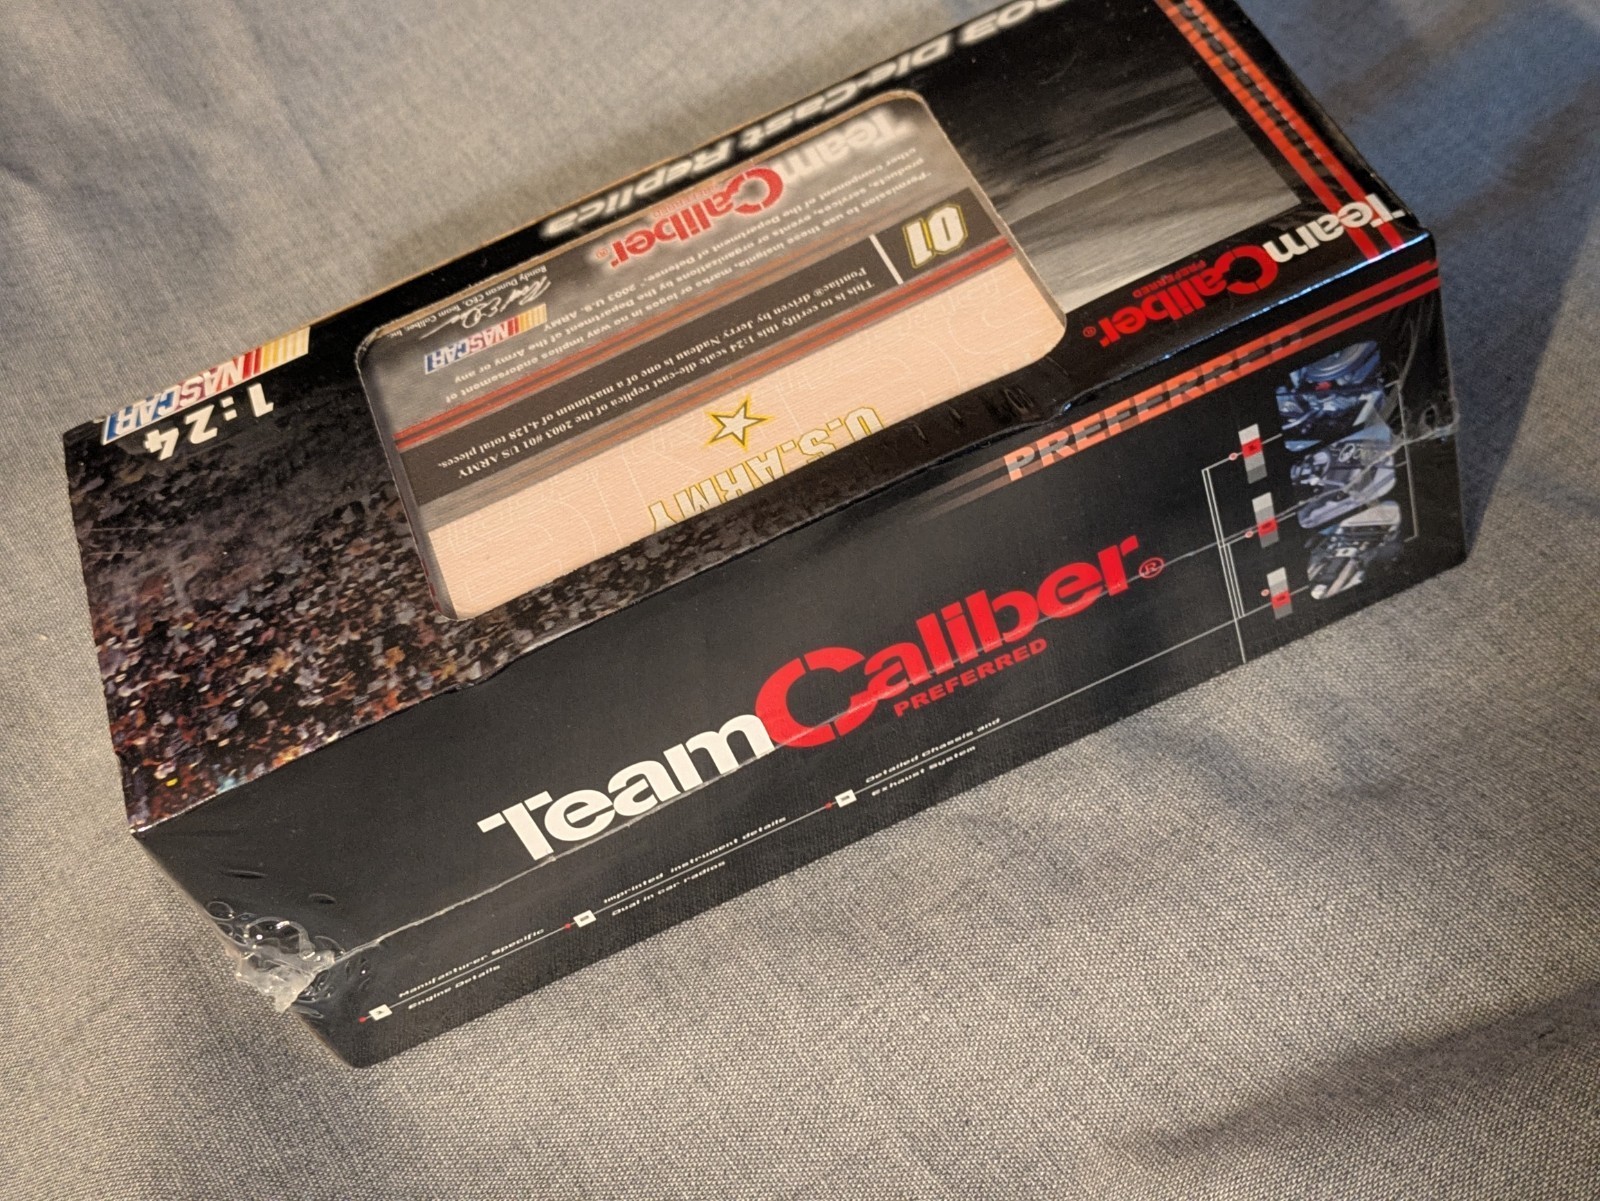 2003 Die-Cast Replica
Team Caliber®
PREFERRED
PREFERRED
NASCAR
1:24
Team
Caliber®
"Permission to use these insignia, marks or logos in no way implies endorsement of
products, services, events or organizations by the U.S. Department of the Army or any
other component of the Department of Defense." 2003 U.S. ARMY
NASCAR
Randy Duncan CEO, Team Caliber, Inc.
01
This is to certify this 1:24 scale die-cast replica of the 2003 #01 US ARMY
Pontiac® driven by Jerry Nadeau is one of a maximum of 4,128 total pieces.
U.S. ARMY
PREFERRED
Team Caliber®
PREFERRED
Manufacturer Specific
Engine Details
Imprinted instrument details
Dual in car radios
Detailed Chassis and
Exhaust System